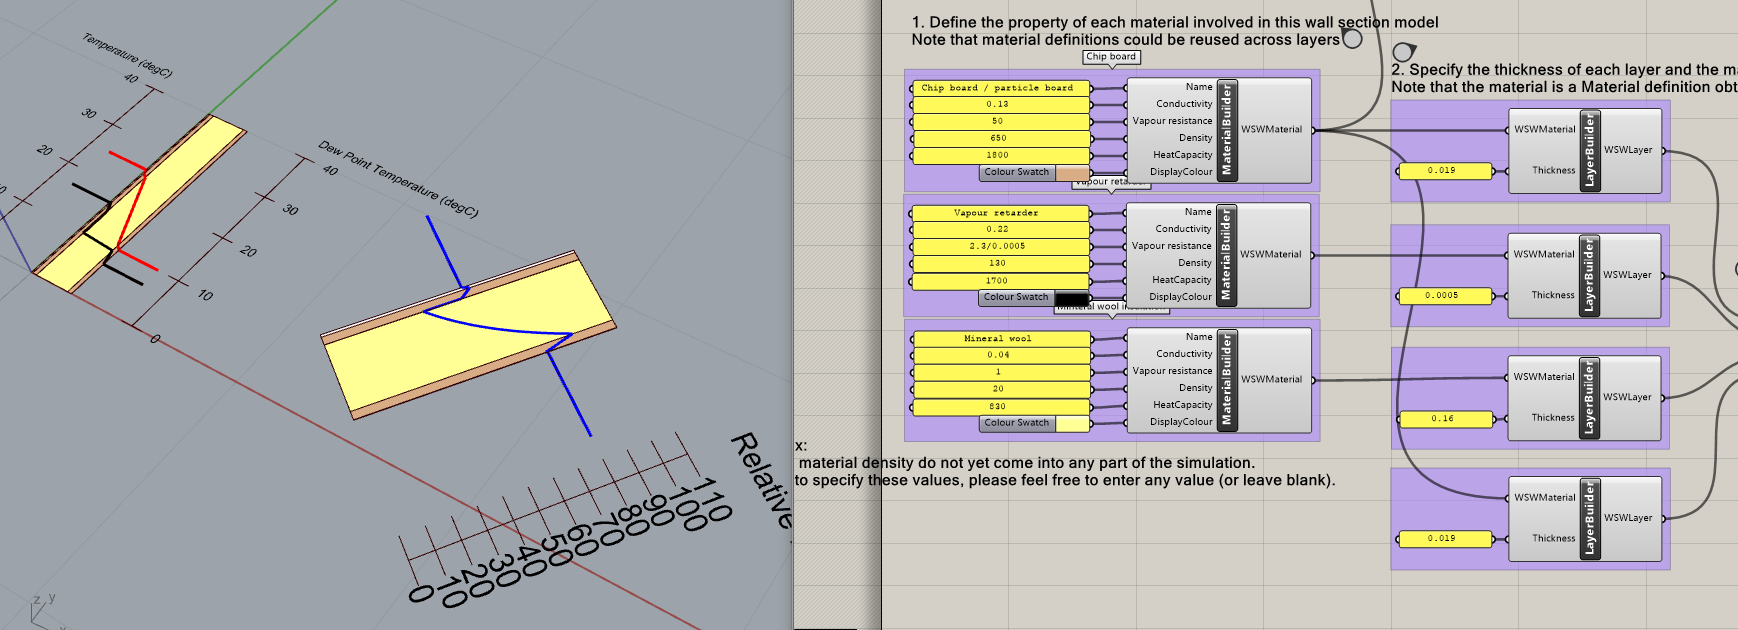 Temperature (degC)
40
30
20
Dew Point Temperature (degC)
40
30
20
10
0
Relative
110
100
90
80
70
60
50
40
30
20
10
0
z
y
1. Define the property of each material involved in this wall section model
Note that material definitions could be reused across layers
Chip board
Chip board / particle board
0.13
50
650
1800
Colour Swatch
Name
Conductivity
Vapour resistance
Density
HeatCapacity
DisplayColour
MaterialBuilder
WSWMaterial
Vapour retarder
Vapour retarder
0.22
2.3/0.0005
130
1700
Colour Swatch
Name
Conductivity
Vapour resistance
Density
HeatCapacity
DisplayColour
MaterialBuilder
WSWMaterial
Mineral wool
0.04
1
20
830
Colour Swatch
Name
Conductivity
Vapour resistance
Density
HeatCapacity
DisplayColour
MaterialBuilder
WSWMaterial
x:
material density do not yet come into any part of the simulation.
to specify these values, please feel free to enter any value (or leave blank).
2. Specify the thickness of each layer and the ma
Note that the material is a Material definition obt
WSWMaterial
Thickness
LayerBuilder
WSWLayer
0.019
WSWMaterial
Thickness
LayerBuilder
WSWLayer
0.0005
WSWMaterial
Thickness
LayerBuilder
WSWLayer
0.16
WSWMaterial
Thickness
LayerBuilder
WSWLayer
0.019